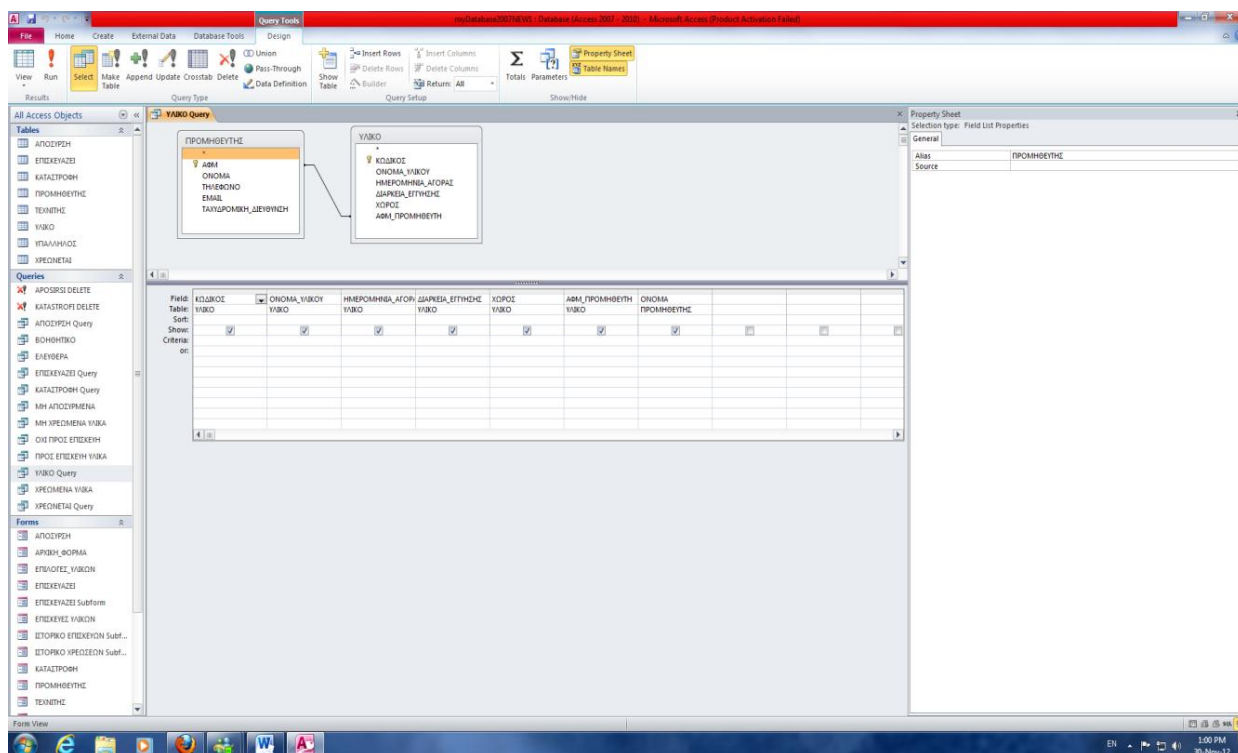 Query Tools
myDatabase2007NEWS : Database (Access 2007 - 2010) - Microsoft Access (Product Activation Failed)
File Home Create External Data Database Tools Design
View Run Select Make Table Append Update Crosstab Delete
Union
Pass-Through
Data Definition
Show Table
Insert Rows
Delete Rows
Builder
Insert Columns
Delete Columns
Return: All
Totals Parameters
Property Sheet
Table Names
Results Query Type Query Setup Show/Hide
All Access Objects
Tables
ΑΠΟΣΥΡΣΗ
ΕΠΙΣΚΕΥΑΖΕΙ
ΚΑΤΑΣΤΡΟΦΗ
ΠΡΟΜΗΘΕΥΤΗΣ
ΤΕΧΝΙΤΗΣ
ΥΛΙΚΟ
ΥΠΑΛΛΗΛΟΣ
ΧΡΕΩΝΕΤΑΙ
Queries
APOSIRSI DELETE
KATASTROFI DELETE
ΑΠΟΣΥΡΣΗ Query
ΒΟΗΘΗΤΙΚΟ
ΕΛΕΥΘΕΡΑ
ΕΠΙΣΚΕΥΑΖΕΙ Query
ΚΑΤΑΣΤΡΟΦΗ Query
ΜΗ ΑΠΟΣΥΡΜΕΝΑ
ΜΗ ΧΡΕΩΜΕΝΑ ΥΛΙΚΑ
ΟΧΙ ΠΡΟΣ ΕΠΙΣΚΕΥΗ
ΠΡΟΣ ΕΠΙΣΚΕΥΗ ΥΛΙΚΑ
ΥΛΙΚΟ Query
ΧΡΕΩΜΕΝΑ ΥΛΙΚΑ
ΧΡΕΩΝΕΤΑΙ Query
Forms
ΑΠΟΣΥΡΣΗ
ΑΡΧΙΚΗ_ΦΟΡΜΑ
ΕΠΙΛΟΓΕΣ_ΥΛΙΚΩΝ
ΕΠΙΣΚΕΥΑΖΕΙ
ΕΠΙΣΚΕΥΑΖΕΙ Subform
ΕΠΙΣΚΕΥΕΣ ΥΛΙΚΩΝ
ΙΣΤΟΡΙΚΟ ΕΠΙΣΚΕΥΩΝ Subf...
ΙΣΤΟΡΙΚΟ ΧΡΕΩΣΕΩΝ Subf...
ΚΑΤΑΣΤΡΟΦΗ
ΠΡΟΜΗΘΕΥΤΗΣ
ΤΕΧΝΙΤΗΣ
ΥΛΙΚΟ Query
ΠΡΟΜΗΘΕΥΤΗΣ
*
ΑΦΜ
ΟΝΟΜΑ
ΤΗΛΕΦΩΝΟ
EMAIL
ΤΑΧΥΔΡΟΜΙΚΗ_ΔΙΕΥΘΥΝΣΗ
ΥΛΙΚΟ
*
ΚΩΔΙΚΟΣ
ΟΝΟΜΑ_ΥΛΙΚΟΥ
ΗΜΕΡΟΜΗΝΙΑ_ΑΓΟΡΑΣ
ΔΙΑΡΚΕΙΑ_ΕΓΓΥΗΣΗΣ
ΧΩΡΟΣ
ΑΦΜ_ΠΡΟΜΗΘΕΥΤΗ
Field: ΚΩΔΙΚΟΣ ΟΝΟΜΑ_ΥΛΙΚΟΥ ΗΜΕΡΟΜΗΝΙΑ_ΑΓΟΡΑ ΔΙΑΡΚΕΙΑ_ΕΓΓΥΗΣΗΣ ΧΩΡΟΣ ΑΦΜ_ΠΡΟΜΗΘΕΥΤΗ ΟΝΟΜΑ
Table: ΥΛΙΚΟ ΥΛΙΚΟ ΥΛΙΚΟ ΥΛΙΚΟ ΥΛΙΚΟ ΥΛΙΚΟ ΠΡΟΜΗΘΕΥΤΗΣ
Sort:
Show:
Criteria:
or:
Property Sheet
Selection type: Field List Properties
General
Alias ΠΡΟΜΗΘΕΥΤΗΣ
Source
Form View
SQL
EN 1:00 PM
30-Νοε-12